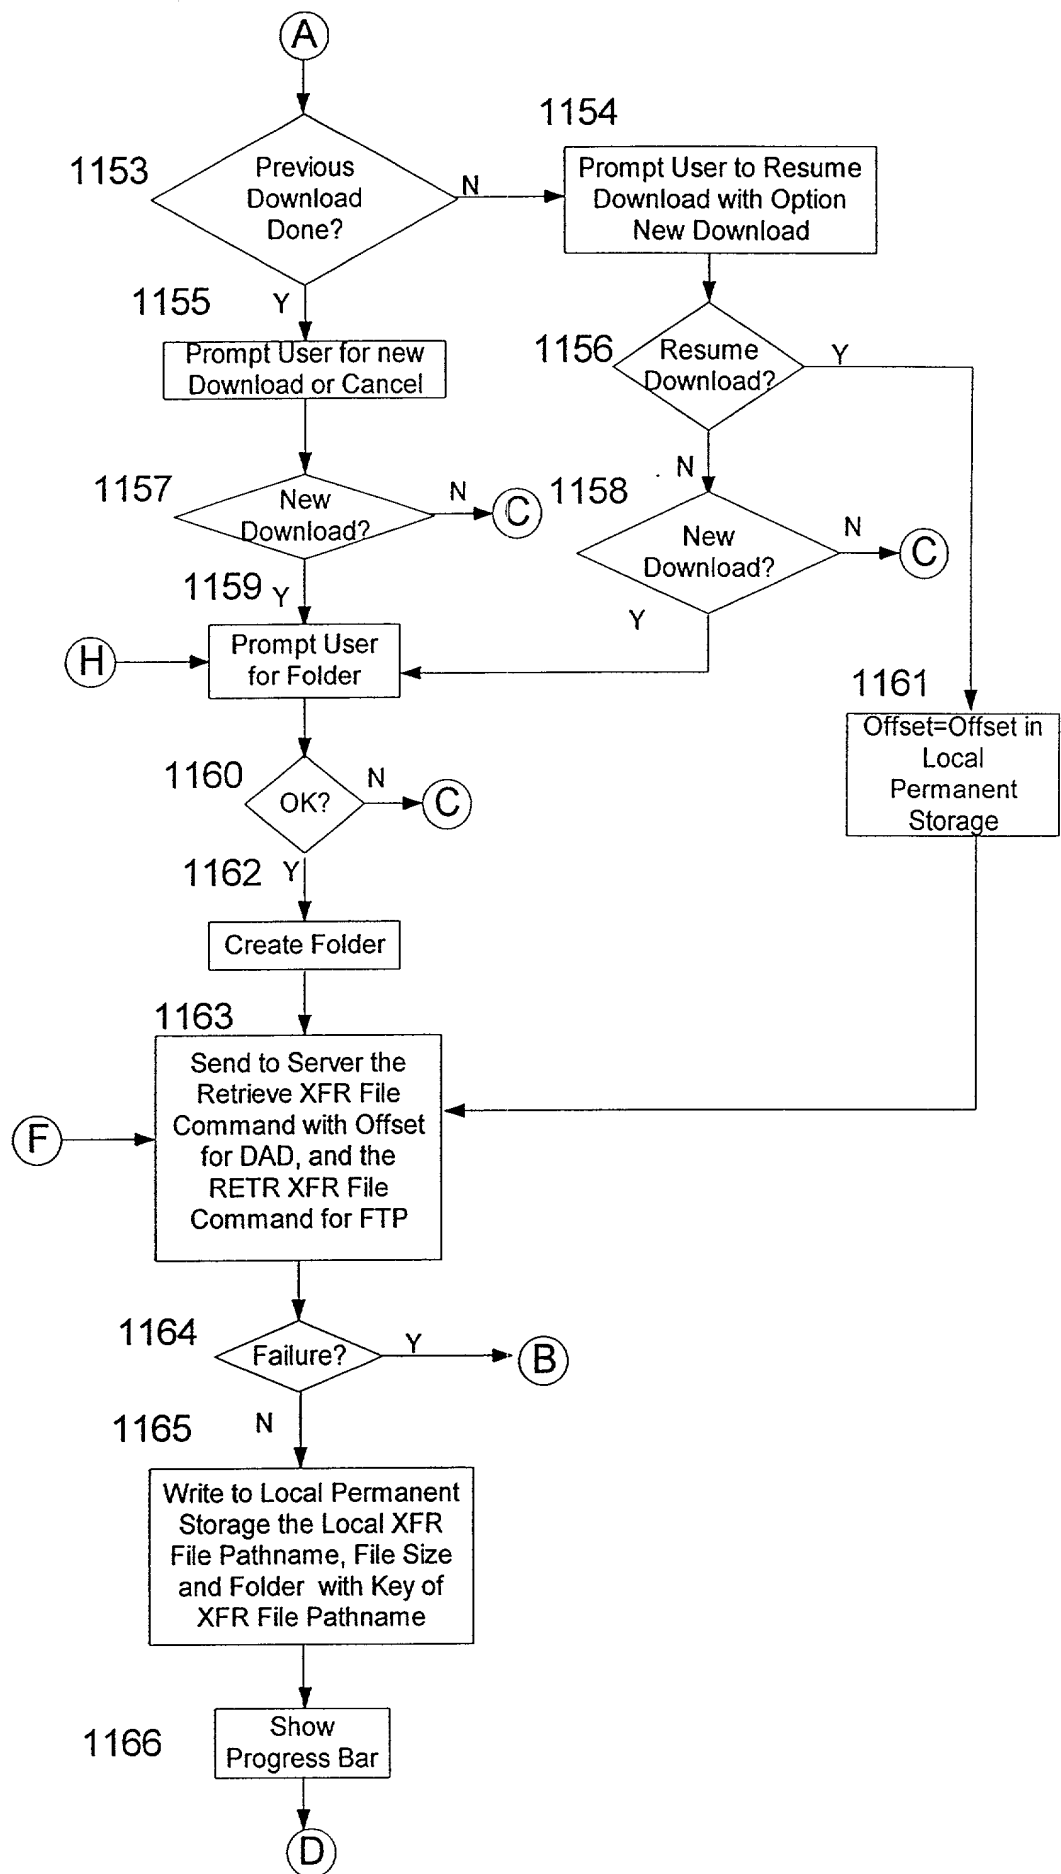 A
1154
1153
Previous
Download
Done?
N
Prompt User to Resume
Download with Option
New Download
1155
Y
Prompt User for new
Download or Cancel
1156
Resume
Download?
Y
1157
New
Download?
N
C
N
1158
New
Download?
N
C
1159
Y
Y
H
Prompt User
for Folder
1161
Offset=Offset in
Local
Permanent
Storage
1160
OK?
N
C
1162
Y
Create Folder
1163
Send to Server the
Retrieve XFR File
Command with Offset
for DAD, and the
RETR XFR File
Command for FTP
F
1164
Failure?
Y
B
1165
N
Write to Local Permanent
Storage the Local XFR
File Pathname, File Size
and Folder with Key of
XFR File Pathname
1166
Show
Progress Bar
D